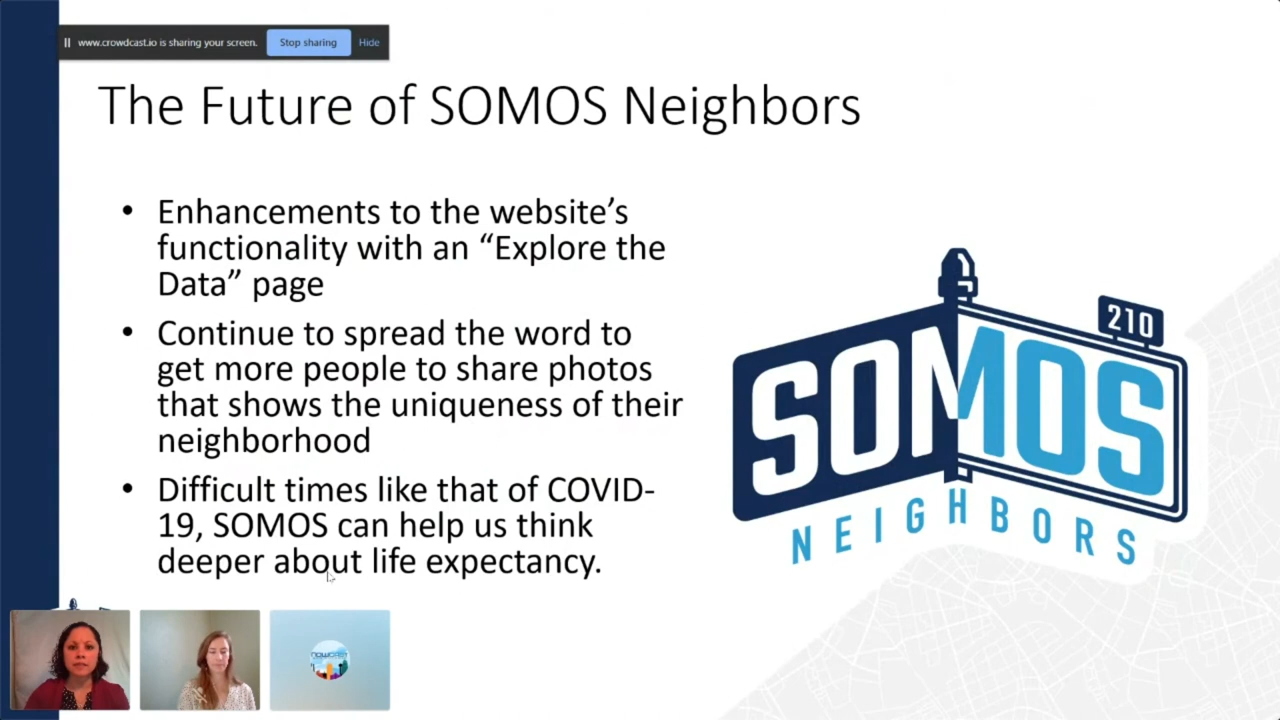 www.crowdcast.io is sharing your screen.
Stop sharing
Hide
The Future of SOMOS Neighbors
• Enhancements to the website’s
functionality with an “Explore the
Data” page
• Continue to spread the word to
get more people to share photos
that shows the uniqueness of their
neighborhood
• Difficult times like that of COVID-
19, SOMOS can help us think
deeper about life expectancy.
210
SOMOS
NEIGHBORS
NOWCAST